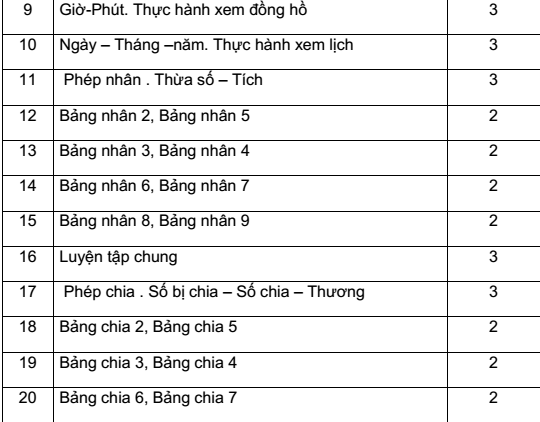 9 Giờ-Phút. Thực hành xem đồng hồ 3
10 Ngày – Tháng –năm. Thực hành xem lịch 3
11 Phép nhân . Thừa số – Tích 3
12 Bảng nhân 2, Bảng nhân 5 2
13 Bảng nhân 3, Bảng nhân 4 2
14 Bảng nhân 6, Bảng nhân 7 2
15 Bảng nhân 8, Bảng nhân 9 2
16 Luyện tập chung 3
17 Phép chia . Số bị chia – Số chia – Thương 3
18 Bảng chia 2, Bảng chia 5 2
19 Bảng chia 3, Bảng chia 4 2
20 Bảng chia 6, Bảng chia 7 2